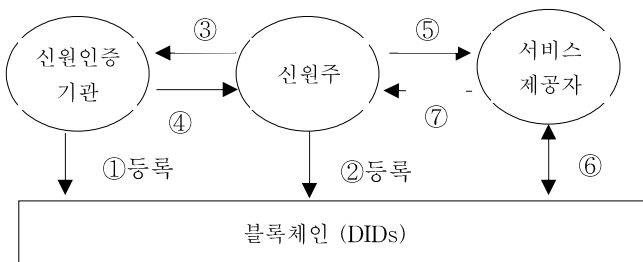 ③
⑤
신원인증
기관
신원주
서비스
제공자
④
⑦
①등록
②등록
⑥
블록체인 (DIDs)